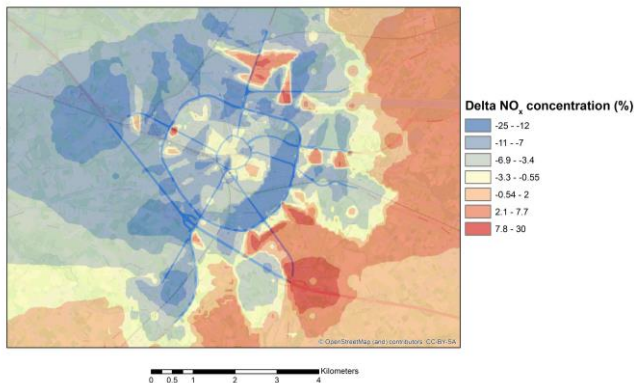 Delta NOx concentration (%)
-25 - -12
-11 - -7
-6.9 - -3.4
-3.3 - -0.55
-0.54 - 2
2.1 - 7.7
7.8 - 30
© OpenStreetMap (and) contributors, CC-BY-SA
Kilometers
0 0.5 1 2 3 4